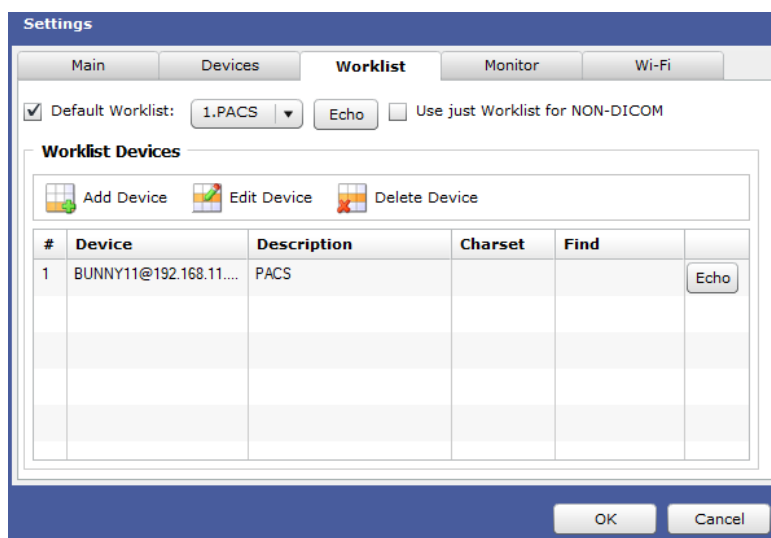 Settings
Main Devices Worklist Monitor Wi-Fi
Default Worklist: 1.PACS Echo Use just Worklist for NON-DICOM
Worklist Devices
Add Device Edit Device Delete Device
# Device Description Charset Find
1 BUNNY11@192.168.11.... PACS Echo
OK Cancel